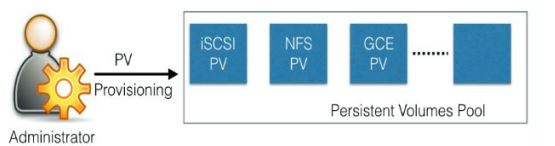 iSCSI
PV
NFS
PV
GCE
PV
PV
Provisioning
Persistent Volumes Pool
Administrator